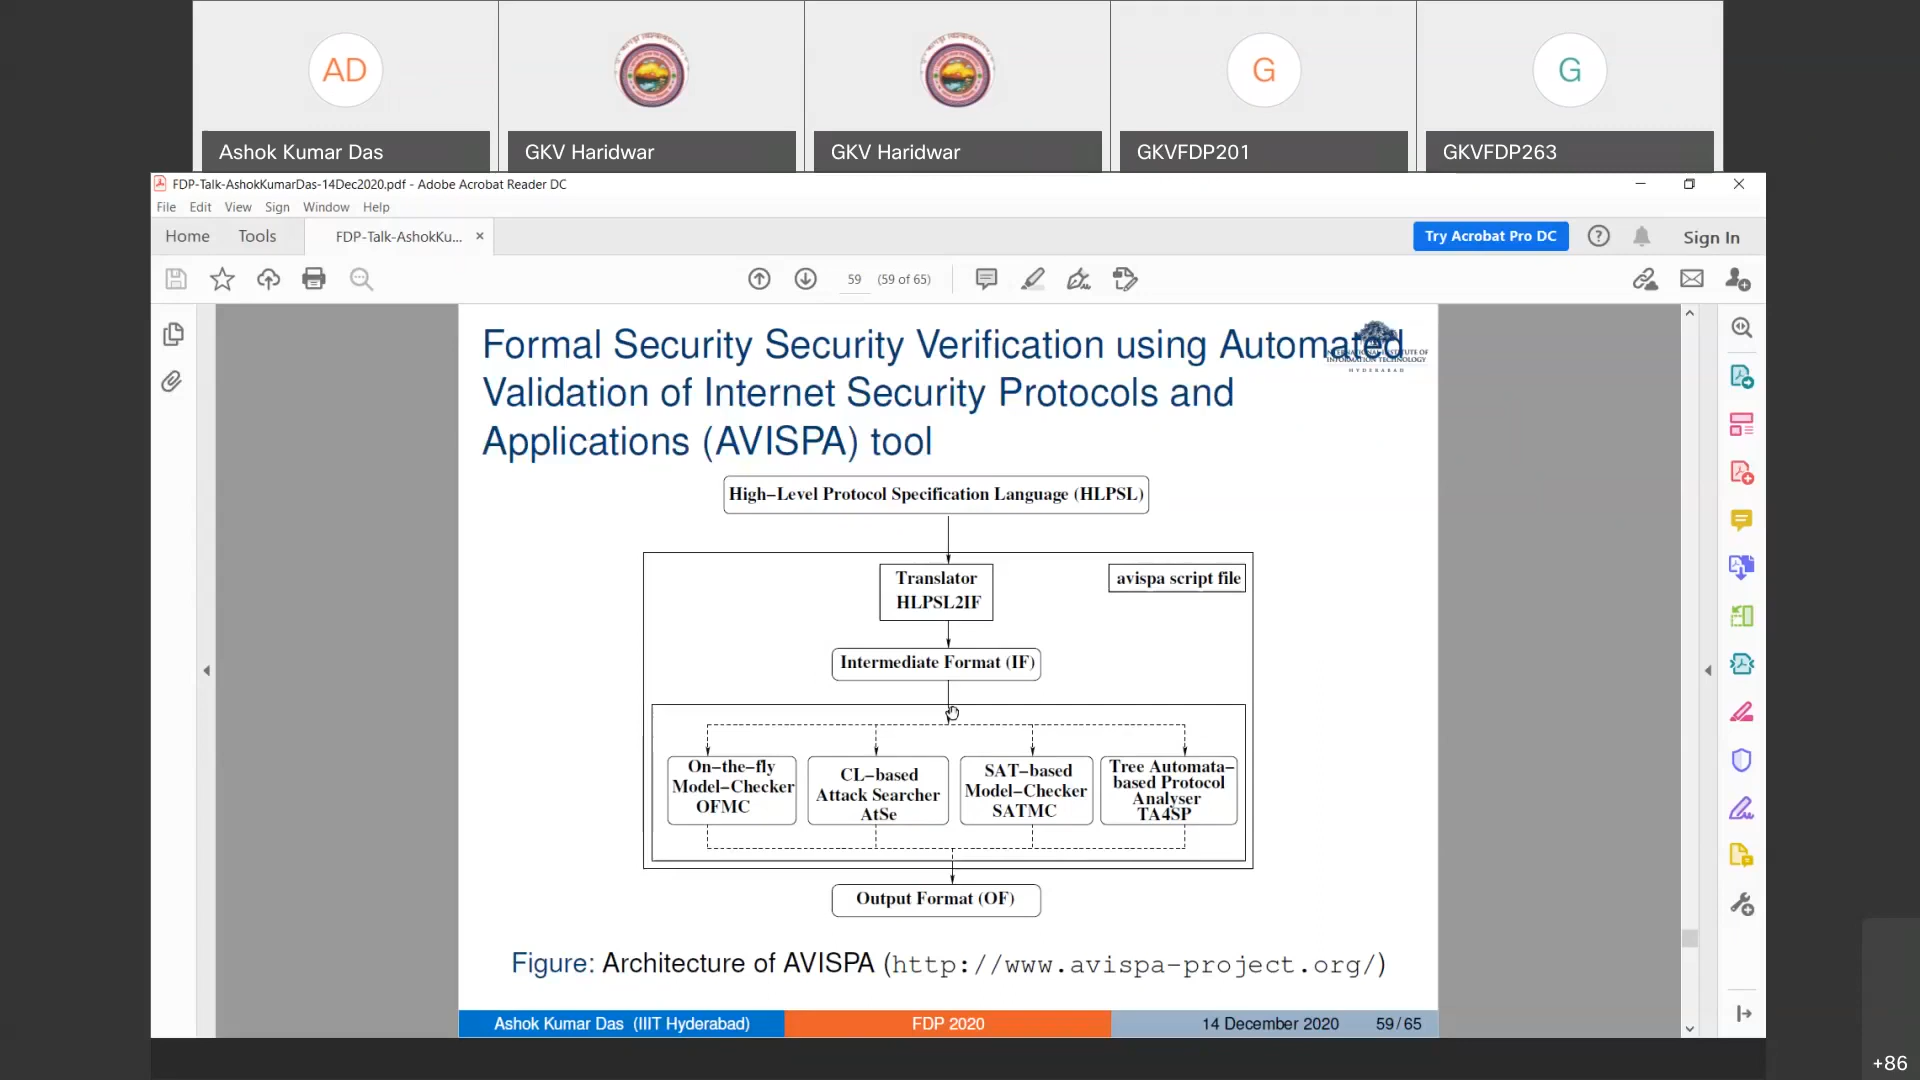 AD
G
G
Ashok Kumar Das
GKV Haridwar
GKV Haridwar
GKVFDP201
GKVFDP263
FDP-Talk-AshokKumarDas-14Dec2020.pdf - Adobe Acrobat Reader DC
File Edit View Sign Window Help
Home Tools FDP-Talk-AshokKu... ×
Try Acrobat Pro DC
Sign In
59 (59 of 65)
Formal Security Security Verification using Automated
Validation of Internet Security Protocols and
Applications (AVISPA) tool
INTERNATIONAL INSTITUTE OF
INFORMATION TECHNOLOGY
HYDERABAD
High–Level Protocol Specification Language (HLPSL)
Translator
HLPSL2IF
avispa script file
Intermediate Format (IF)
On–the–fly
Model–Checker
OFMC
CL–based
Attack Searcher
AtSe
SAT–based
Model–Checker
SATMC
Tree Automata–
based Protocol
Analyser
TA4SP
Output Format (OF)
Figure: Architecture of AVISPA (http://www.avispa-project.org/)
Ashok Kumar Das (IIIT Hyderabad)
FDP 2020
14 December 2020 59/65
+86